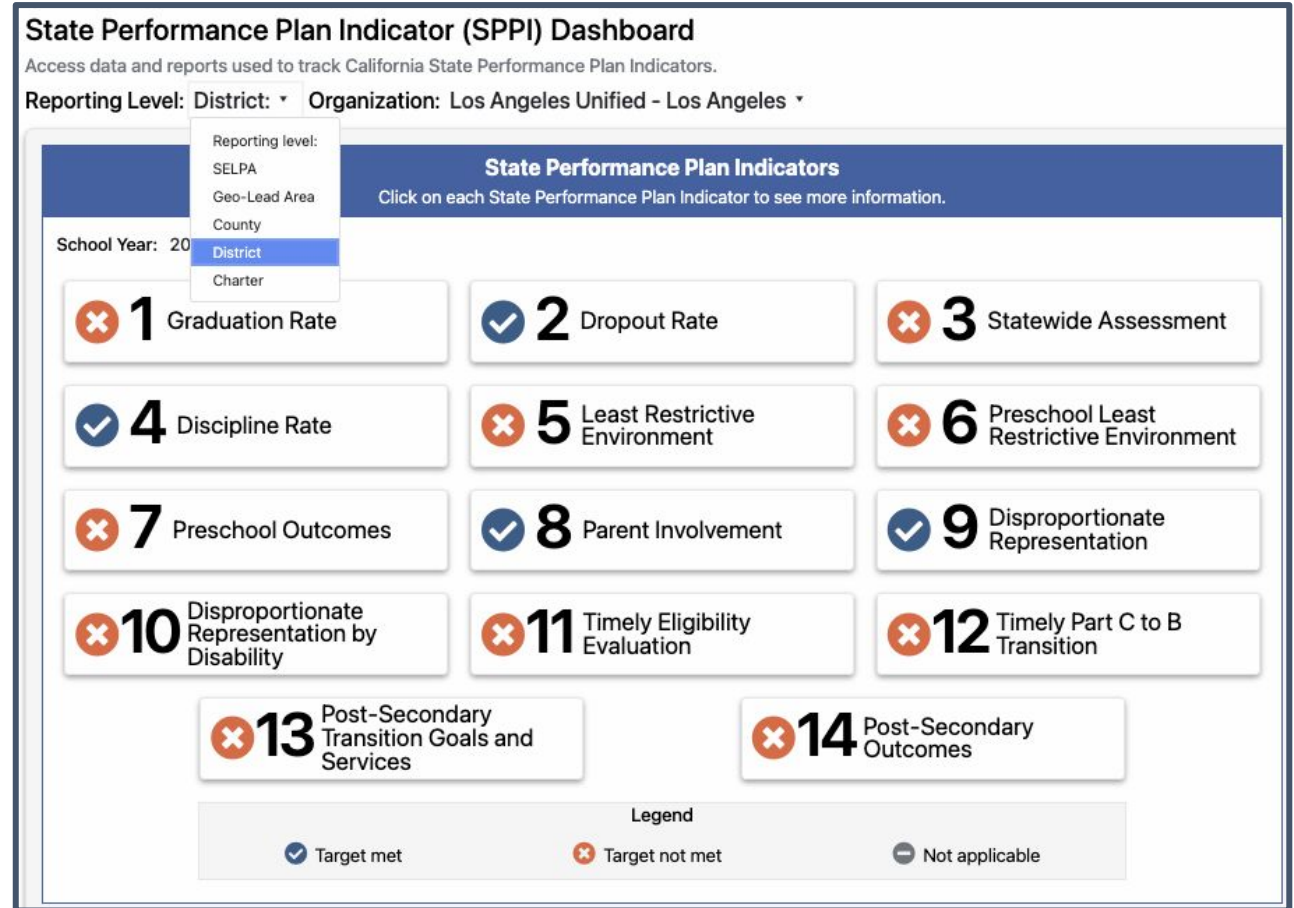 State Performance Plan Indicator (SPPI) Dashboard
Access data and reports used to track California State Performance Plan Indicators.
Reporting Level: District: Organization: Los Angeles Unified - Los Angeles
Reporting level:
SELPA
Geo-Lead Area
County
District
Charter
State Performance Plan Indicators
Click on each State Performance Plan Indicator to see more information.
School Year: 20
1 Graduation Rate
2 Dropout Rate
3 Statewide Assessment
4 Discipline Rate
5 Least Restrictive
Environment
6 Preschool Least
Restrictive Environment
7 Preschool Outcomes
8 Parent Involvement
9 Disproportionate
Representation
10 Disproportionate
Representation by
Disability
11 Timely Eligibility
Evaluation
12 Timely Part C to B
Transition
13 Post-Secondary
Transition Goals and
Services
14 Post-Secondary
Outcomes
Legend
Target met
Target not met
Not applicable